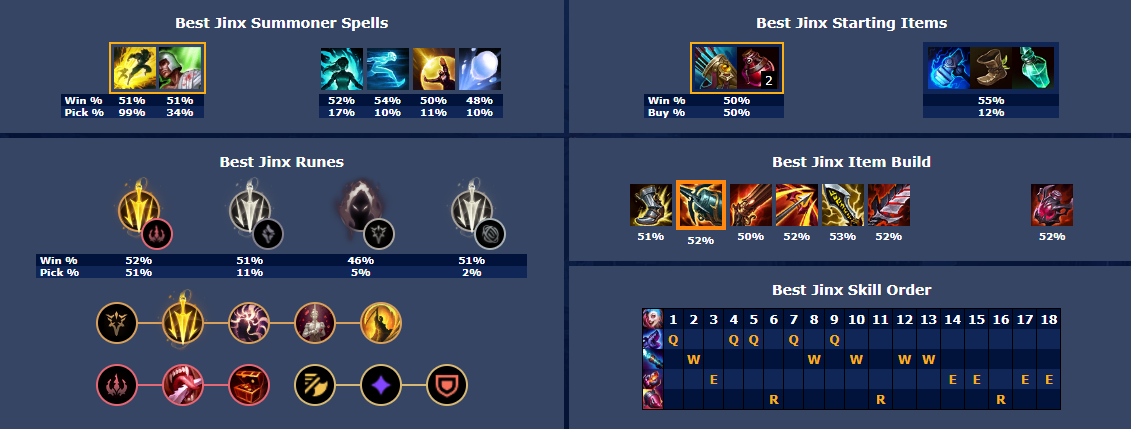 Best Jinx Summoner Spells
Win % 51% 51% 52% 54% 50% 48%
Pick % 99% 34% 17% 10% 11% 10%
Best Jinx Starting Items
2
Win % 50% 55%
Buy % 50% 12%
Best Jinx Runes
Win % 52% 51% 46% 51%
Pick % 51% 11% 5% 2%
Best Jinx Item Build
51% 52% 50% 52% 53% 52% 52%
Best Jinx Skill Order
1 2 3 4 5 6 7 8 9 10 11 12 13 14 15 16 17 18
Q Q Q Q Q
W W W W W
E E E E E
R R R